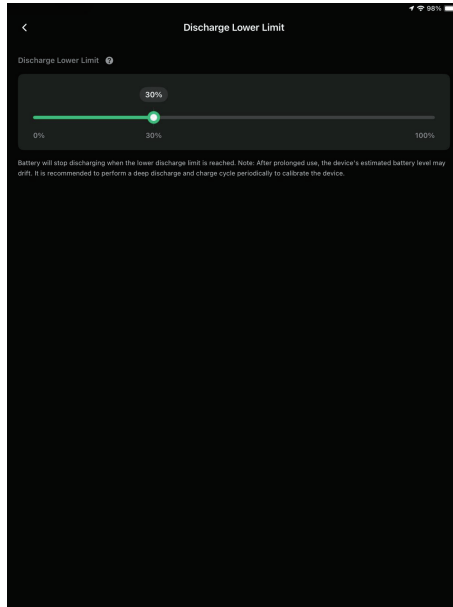 98%
Discharge Lower Limit
Discharge Lower Limit ?
30%
0% 30% 100%
Battery will stop discharging when the lower discharge limit is reached. Note: After prolonged use, the device's estimated battery level may
drift. It is recommended to perform a deep discharge and charge cycle periodically to calibrate the device.